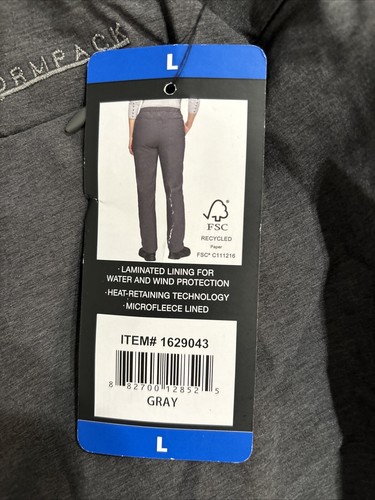 ORMPACK
L
FSC
RECYCLED
Paper
FSC® C111216
· LAMINATED LINING FOR
WATER AND WIND PROTECTION
· HEAT-RETAINING TECHNOLOGY
· MICROFLEECE LINED
ITEM# 1629043
8 82700 12852 5
GRAY
L